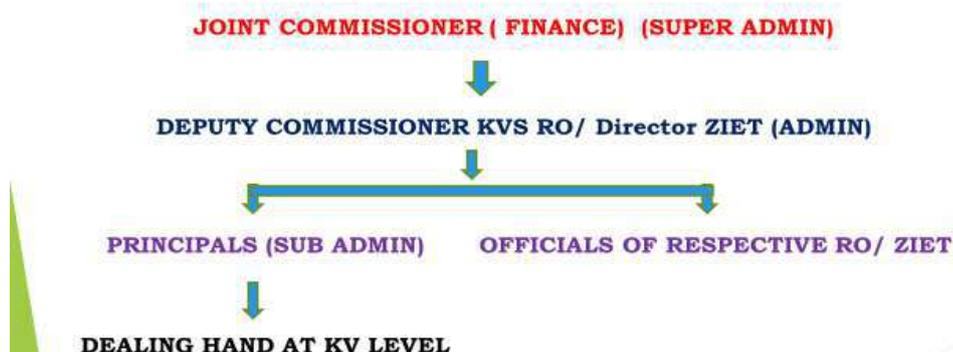 JOINT COMMISSIONER ( FINANCE) (SUPER ADMIN)
DEPUTY COMMISSIONER KVS RO/ Director ZIET (ADMIN)
PRINCIPALS (SUB ADMIN) OFFICIALS OF RESPECTIVE RO/ ZIET
DEALING HAND AT KV LEVEL